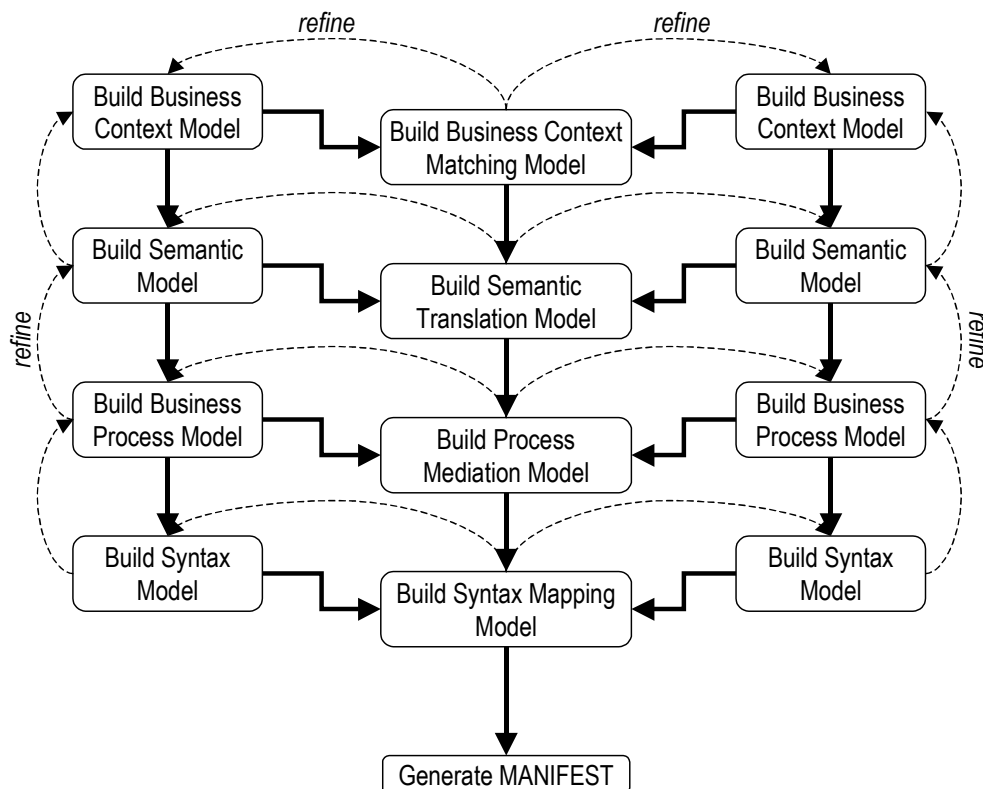 refine
refine
Build Business
Context Model
Build Business Context
Matching Model
Build Business
Context Model
Build Semantic
Model
Build Semantic
Translation Model
Build Semantic
Model
refine
refine
Build Business
Process Model
Build Process
Mediation Model
Build Business
Process Model
Build Syntax
Model
Build Syntax Mapping
Model
Build Syntax
Model
Generate MANIFEST